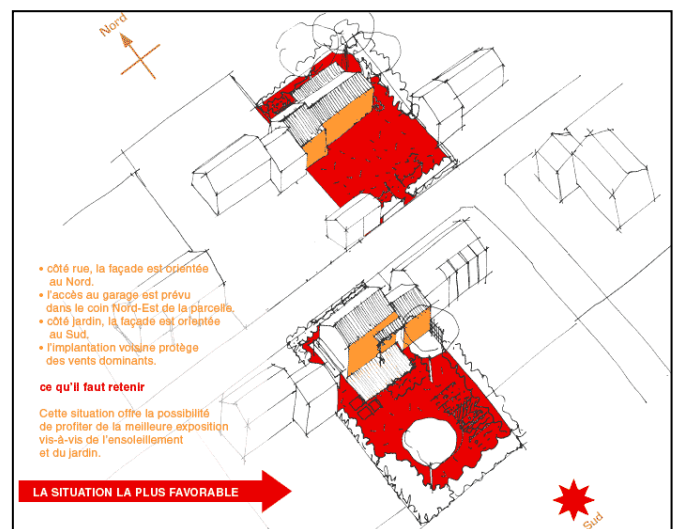 Nord
• côté rue, la façade est orientée
au Nord.
• l'accès au garage est prévu
dans le coin Nord-Est de la parcelle.
• côté jardin, la façade est orientée
au Sud.
• l'implantation voisine protège
des vents dominants.
ce qu'il faut retenir
Cette situation offre la possibilité
de profiter de la meilleure exposition
vis-à-vis de l'ensoleillement
et du jardin.
LA SITUATION LA PLUS FAVORABLE
Sud